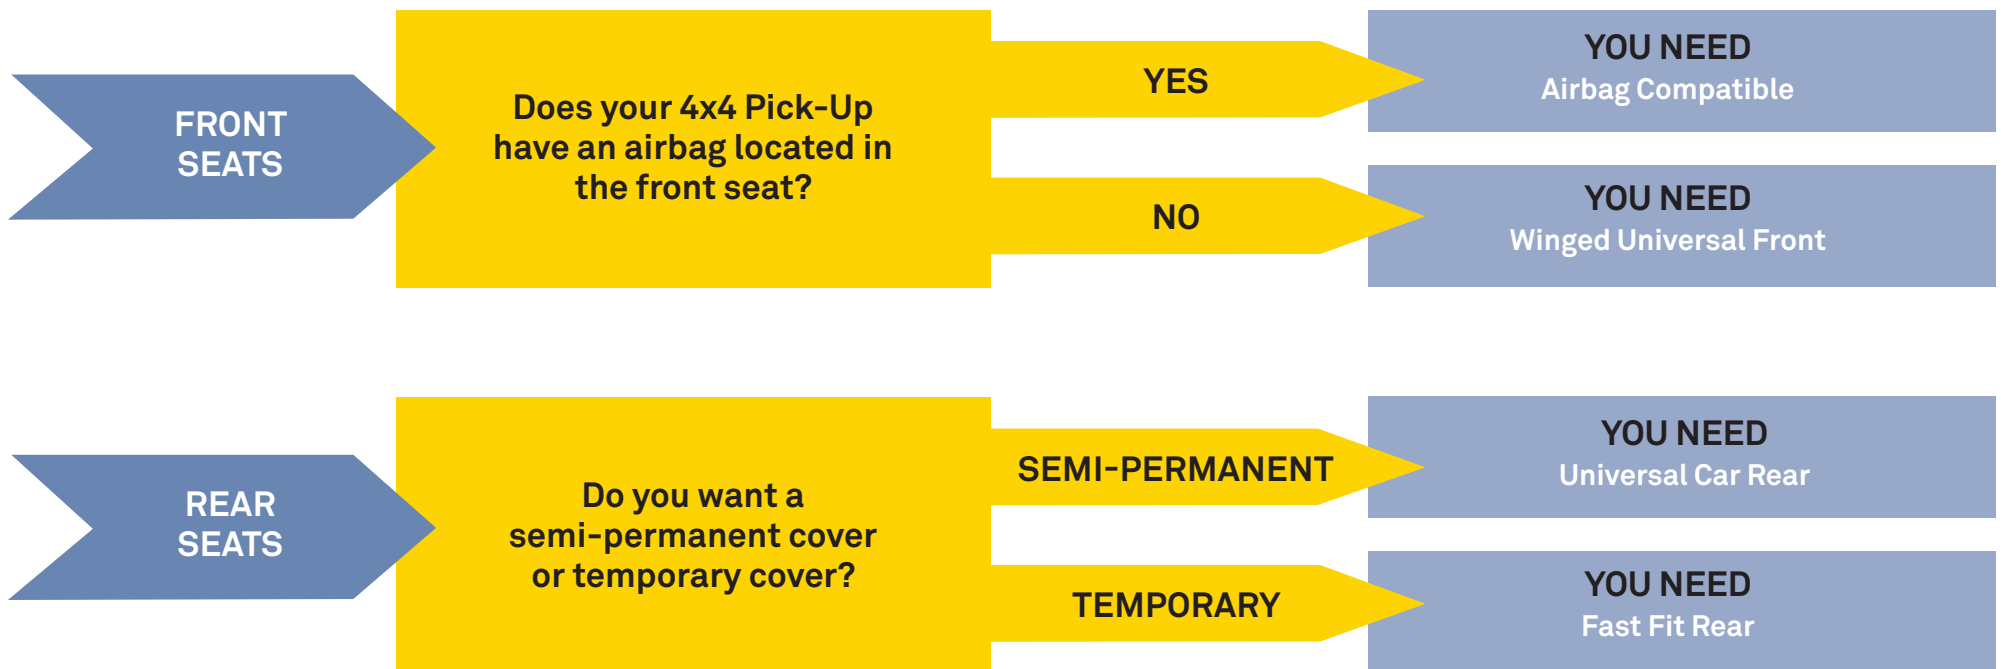 FRONT
SEATS
Does your 4x4 Pick-Up
have an airbag located in
the front seat?
YES
YOU NEED
Airbag Compatible
NO
YOU NEED
Winged Universal Front
REAR
SEATS
Do you want a
semi-permanent cover
or temporary cover?
SEMI-PERMANENT
YOU NEED
Universal Car Rear
TEMPORARY
YOU NEED
Fast Fit Rear